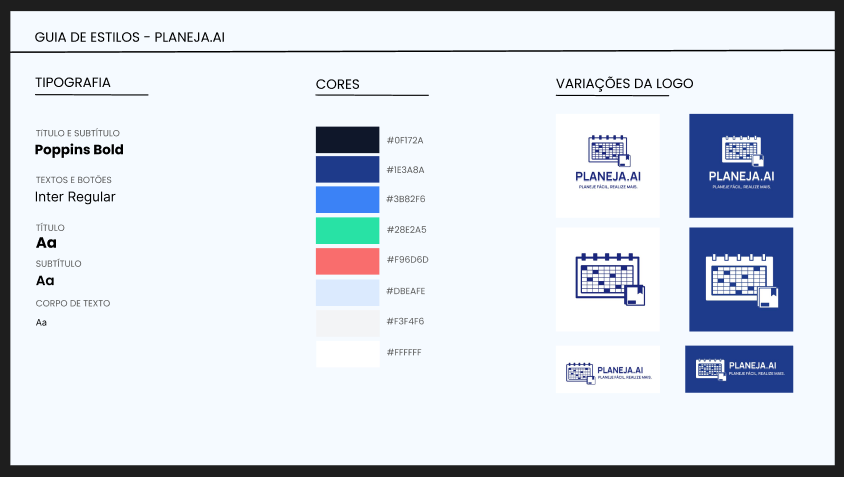 GUIA DE ESTILOS - PLANEJA.AI
TIPOGRAFIA
TÍTULO E SUBTÍTULO
Poppins Bold
TEXTOS E BOTÕES
Inter Regular
TÍTULO
Aa
SUBTÍTULO
Aa
CORPO DE TEXTO
Aa
CORES
#0F172A
#1E3A8A
#3B82F6
#28E2A5
#F96D6D
#DBEAFE
#F3F4F6
#FFFFFF
VARIAÇÕES DA LOGO
PLANEJA.AI
PLANEJE FÁCIL, REALIZE MAIS.
PLANEJA.AI
PLANEJE FÁCIL, REALIZE MAIS.
PLANEJA.AI
PLANEJE FÁCIL, REALIZE MAIS.
PLANEJA.AI
PLANEJE FÁCIL, REALIZE MAIS.